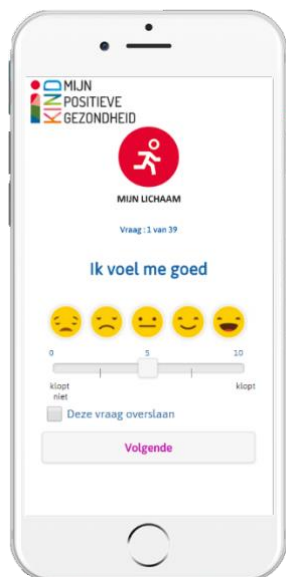 KIND
MIJN
POSITIEVE
GEZONDHEID
MIJN LICHAAM
Vraag : 1 van 39
Ik voel me goed
0 5 10
klopt niet klopt
Deze vraag overslaan
Volgende